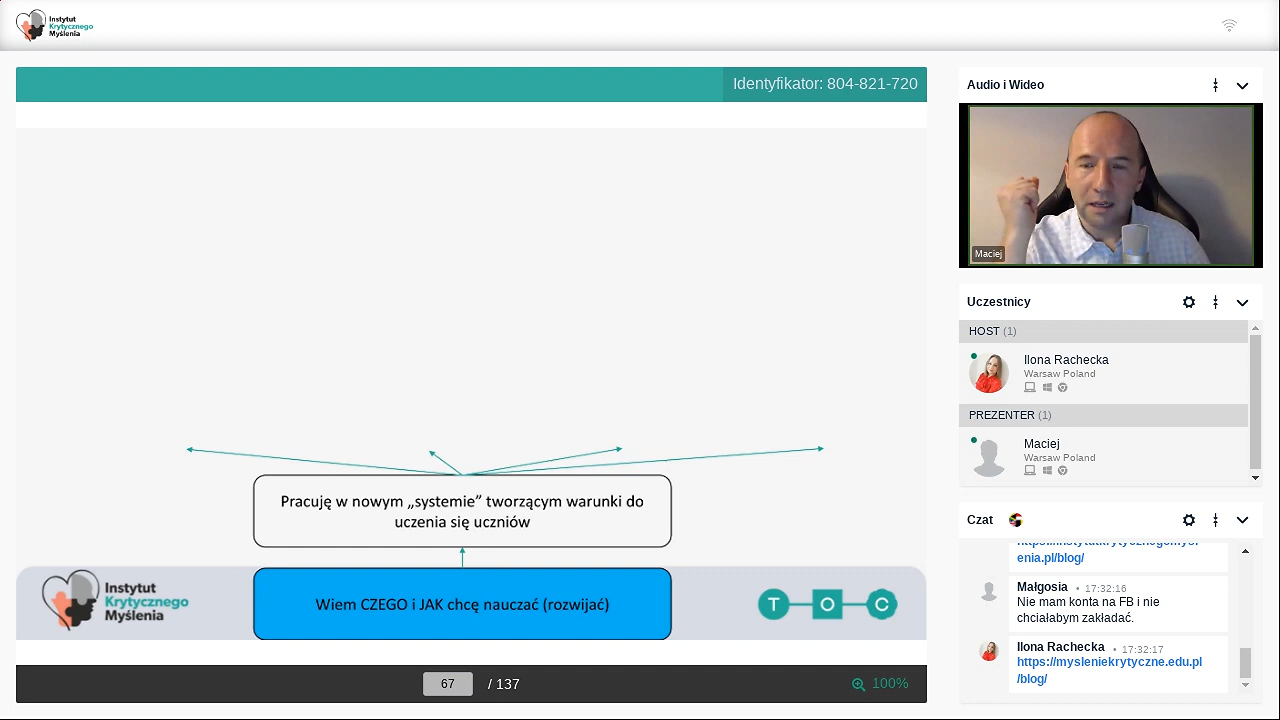 Instytut
Krytycznego
Myślenia
Identyfikator: 804-821-720
Pracuję w nowym „systemie” tworzącym warunki do
uczenia się uczniów
Wiem CZEGO i JAK chcę nauczać (rozwijać)
Instytut
Krytycznego
Myślenia
T O C
67 / 137
100%
Audio i Wideo
Maciej
Uczestnicy
HOST (1)
Ilona Rachecka
Warsaw Poland
PREZENTER (1)
Maciej
Warsaw Poland
Czat
https://instytutkrytycznegomysl
enia.pl/blog/
Małgosia • 17:32:16
Nie mam konta na FB i nie
chciałabym zakładać.
Ilona Rachecka • 17:32:17
https://mysleniekrytyczne.edu.pl
/blog/